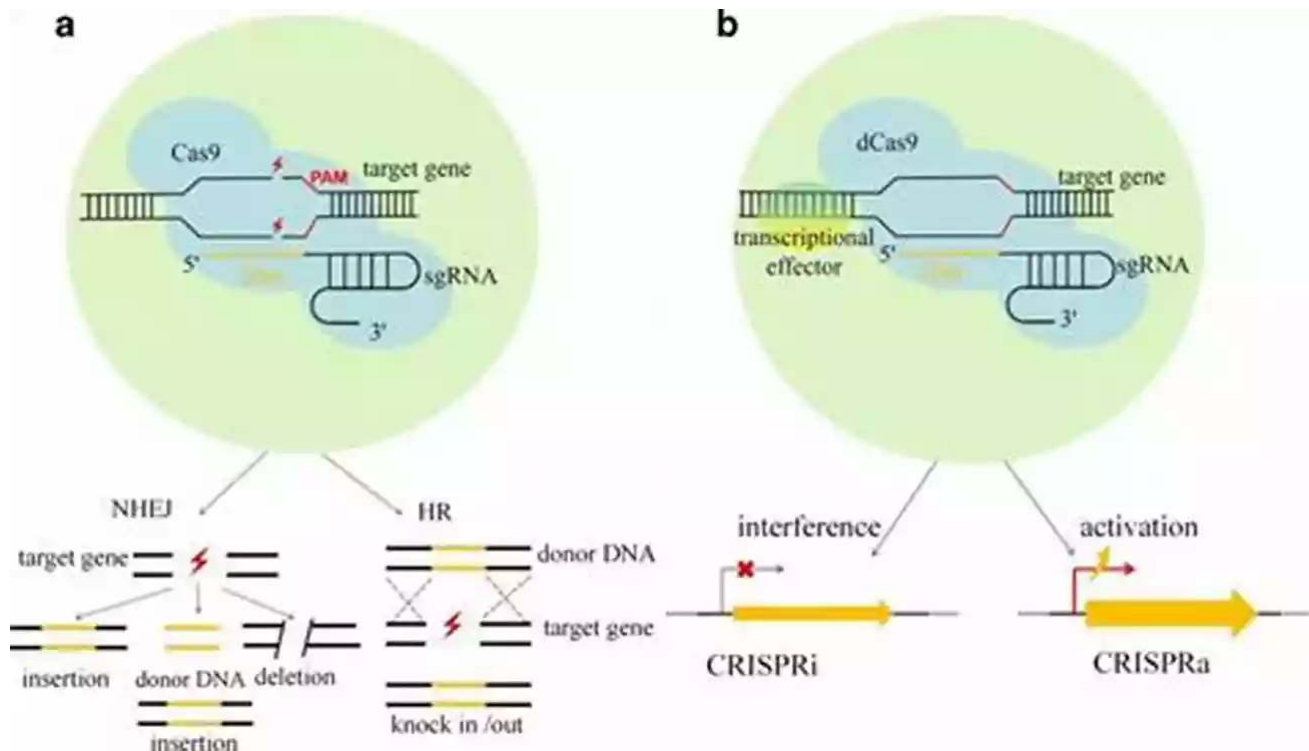 a
Cas9
PAM
target gene
5'
sgRNA
3'
NHEJ
HR
target gene
donor DNA
target gene
insertion
donor DNA
deletion
insertion
knock in /out
b
dCas9
target gene
transcriptional
effector
5'
sgRNA
3'
interference
activation
CRISPRi
CRISPRa